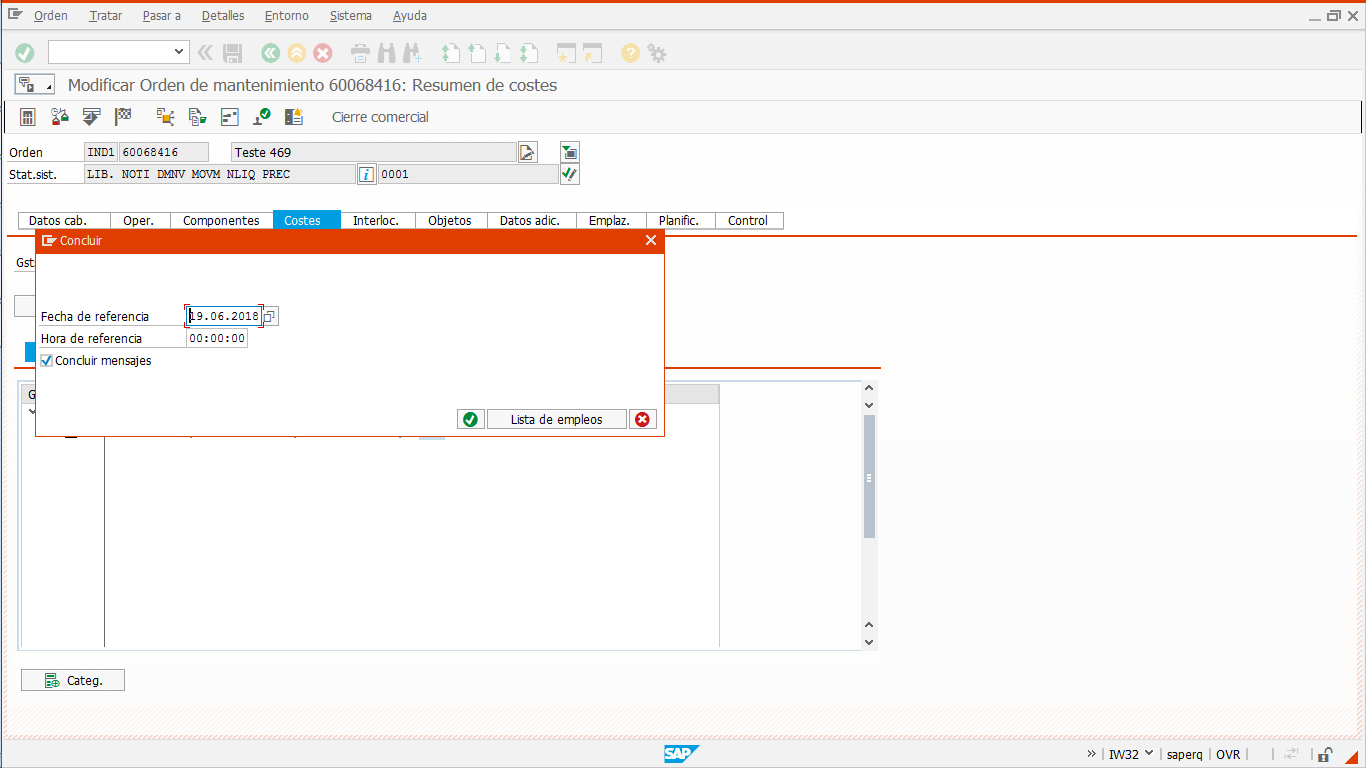 Orden Tratar Pasar a Detalles Entorno Sistema Ayuda
Modificar Orden de mantenimiento 60068416: Resumen de costes
Cierre comercial
Orden IND1 60068416 Teste 469
Stat.sist. LIB. NOTI DMNV MOVM NLIQ PREC 0001
Datos cab. Oper. Componentes Costes Interloc. Objetos Datos adic. Emplaz. Planific. Control
Concluir
Gst
Fecha de referencia 19.06.2018
Hora de referencia 00:00:00
Concluir mensajes
G
Lista de empleos
Categ.
SAP
IW32 saperq OVR